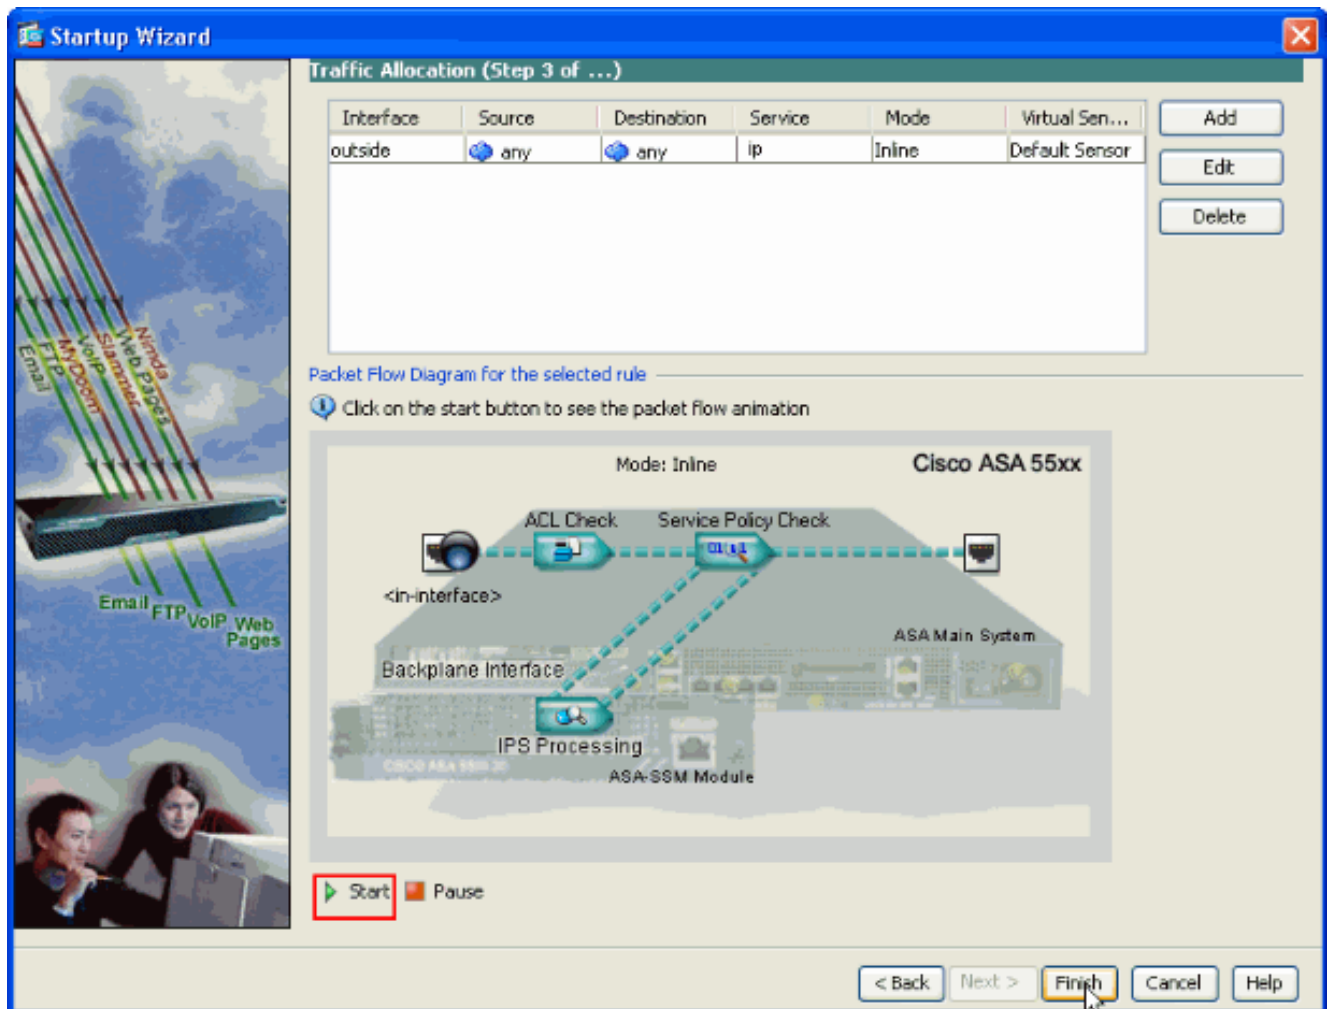 Startup Wizard
Traffic Allocation (Step 3 of ...)
Interface Source Destination Service Mode Virtual Sen...
outside any any ip Inline Default Sensor
Add
Edit
Delete
Nimda
Web Pages
Slammer
VoIP
MyDoom
FTP
Email
Email FTP VoIP Web Pages
Packet Flow Diagram for the selected rule
Click on the start button to see the packet flow animation
Mode: Inline
Cisco ASA 55xx
ACL Check Service Policy Check
<in-interface>
ASA Main System
Backplane Interface
IPS Processing
ASA-SSM Module
Start Pause
< Back Next > Finish Cancel Help